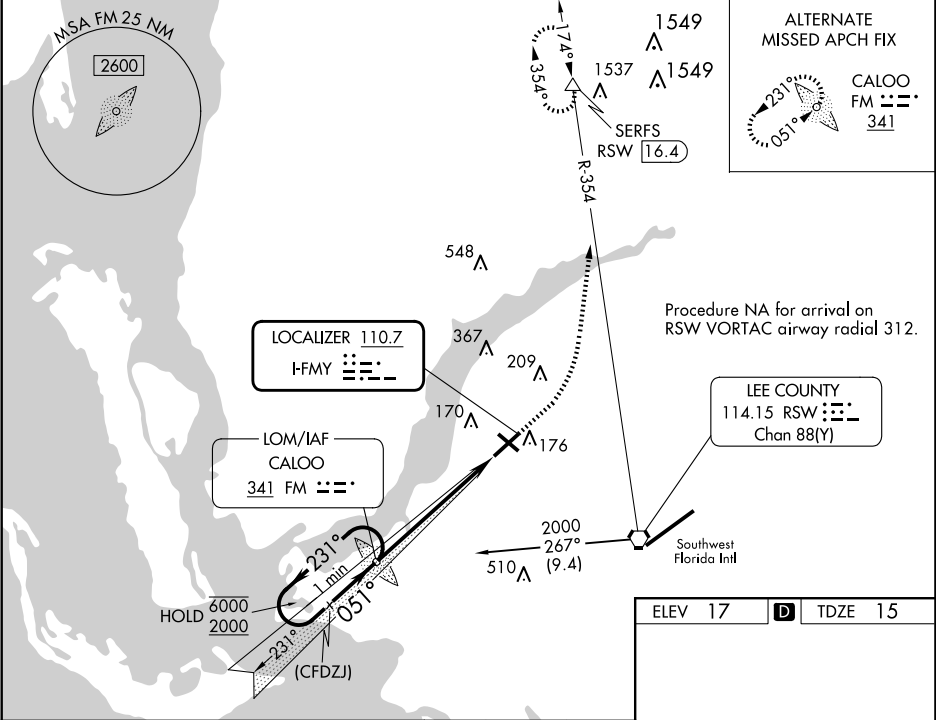 MSA FM 25 NM
2600
174°
354°
1549
1537
1549
SERFS
RSW 16.4
R-354
ALTERNATE
MISSED APCH FIX
CALOO
FM
341
231°
051°
548
Procedure NA for arrival on
RSW VORTAC airway radial 312.
LOCALIZER 110.7
I-FMY
367
209
170
176
LEE COUNTY
114.15 RSW
Chan 88(Y)
LOM/IAF
CALOO
341 FM
2000
267°
(9.4)
510
Southwest
Florida Intl
231°
1 min
051°
HOLD 6000
2000
231°
(CFDZJ)
ELEV 17 D TDZE 15